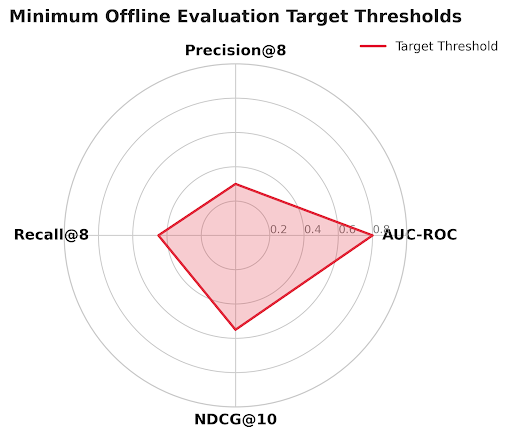 Minimum Offline Evaluation Target Thresholds
Target Threshold
Precision@8
Recall@8
0.2
0.4
0.6
0.8
AUC-ROC
NDCG@10